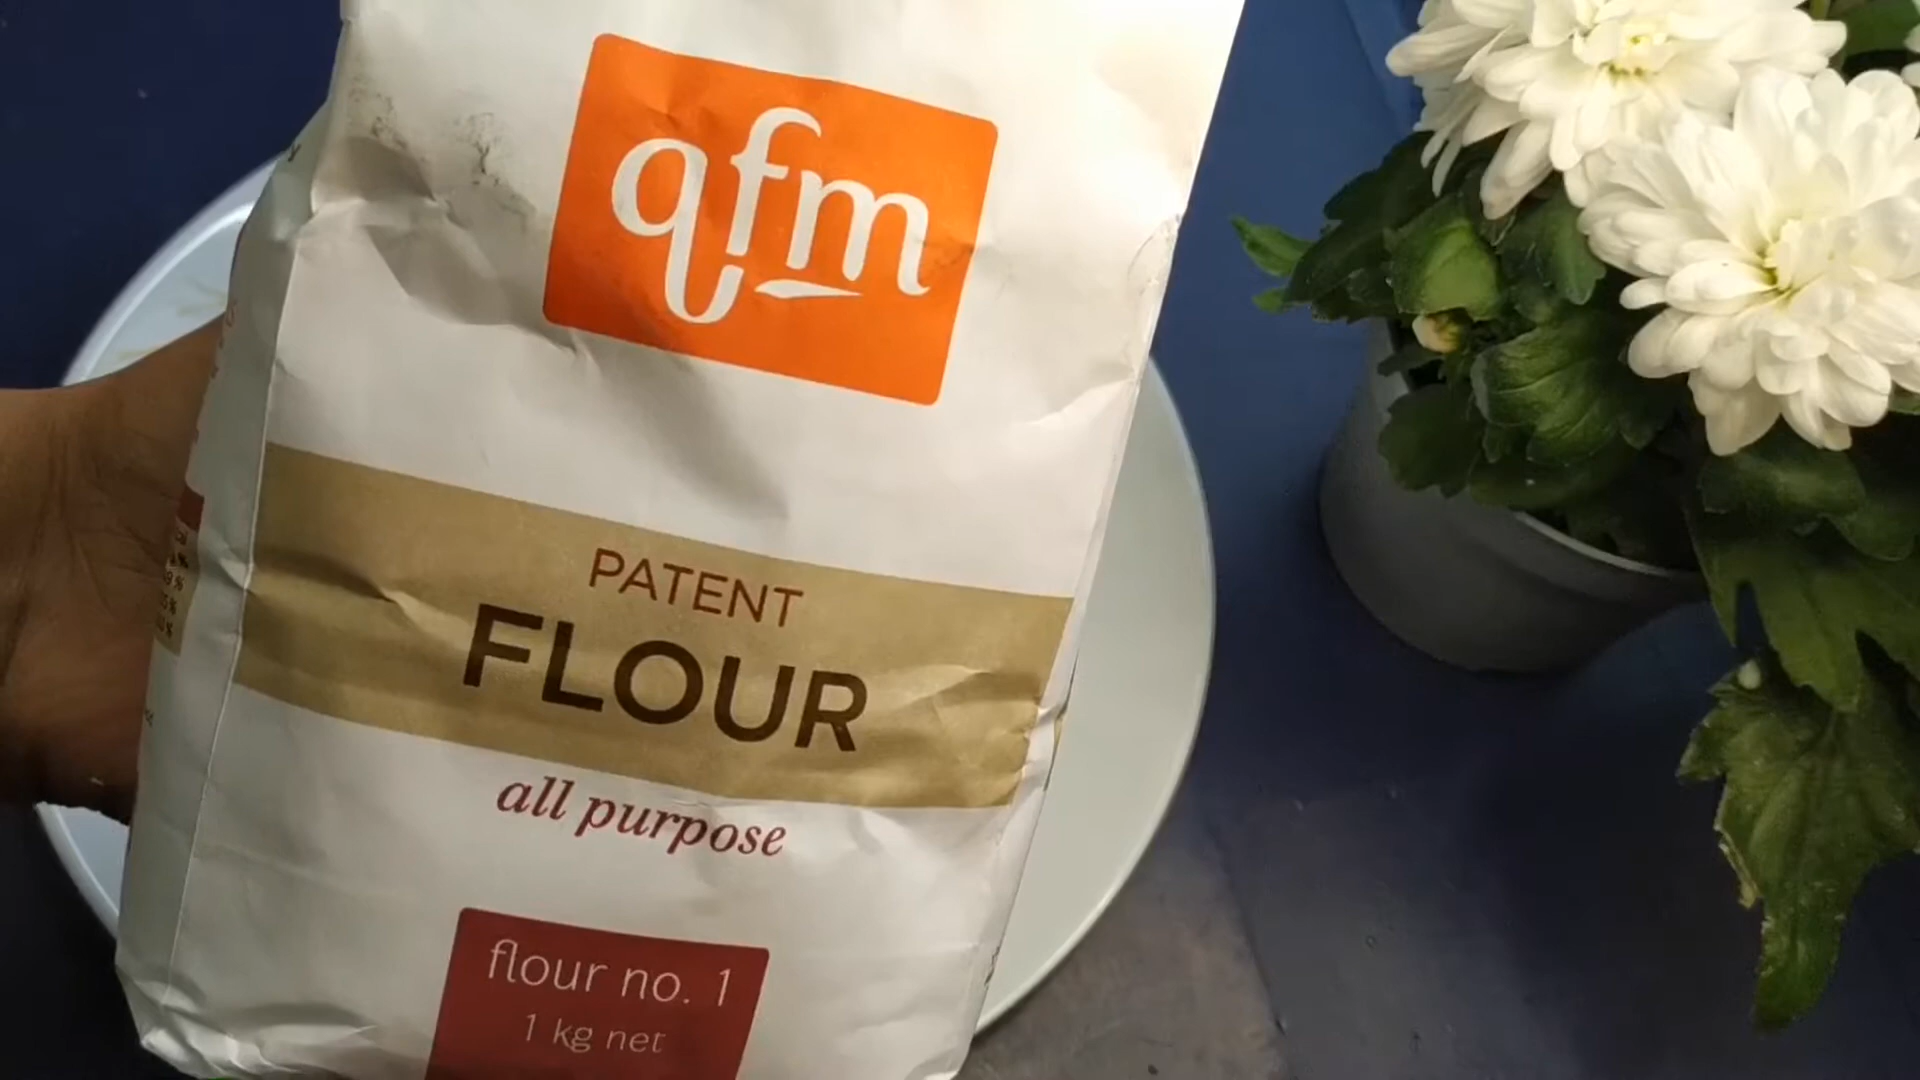 qfm
PATENT
FLOUR
all purpose
flour no. 1
1 kg net